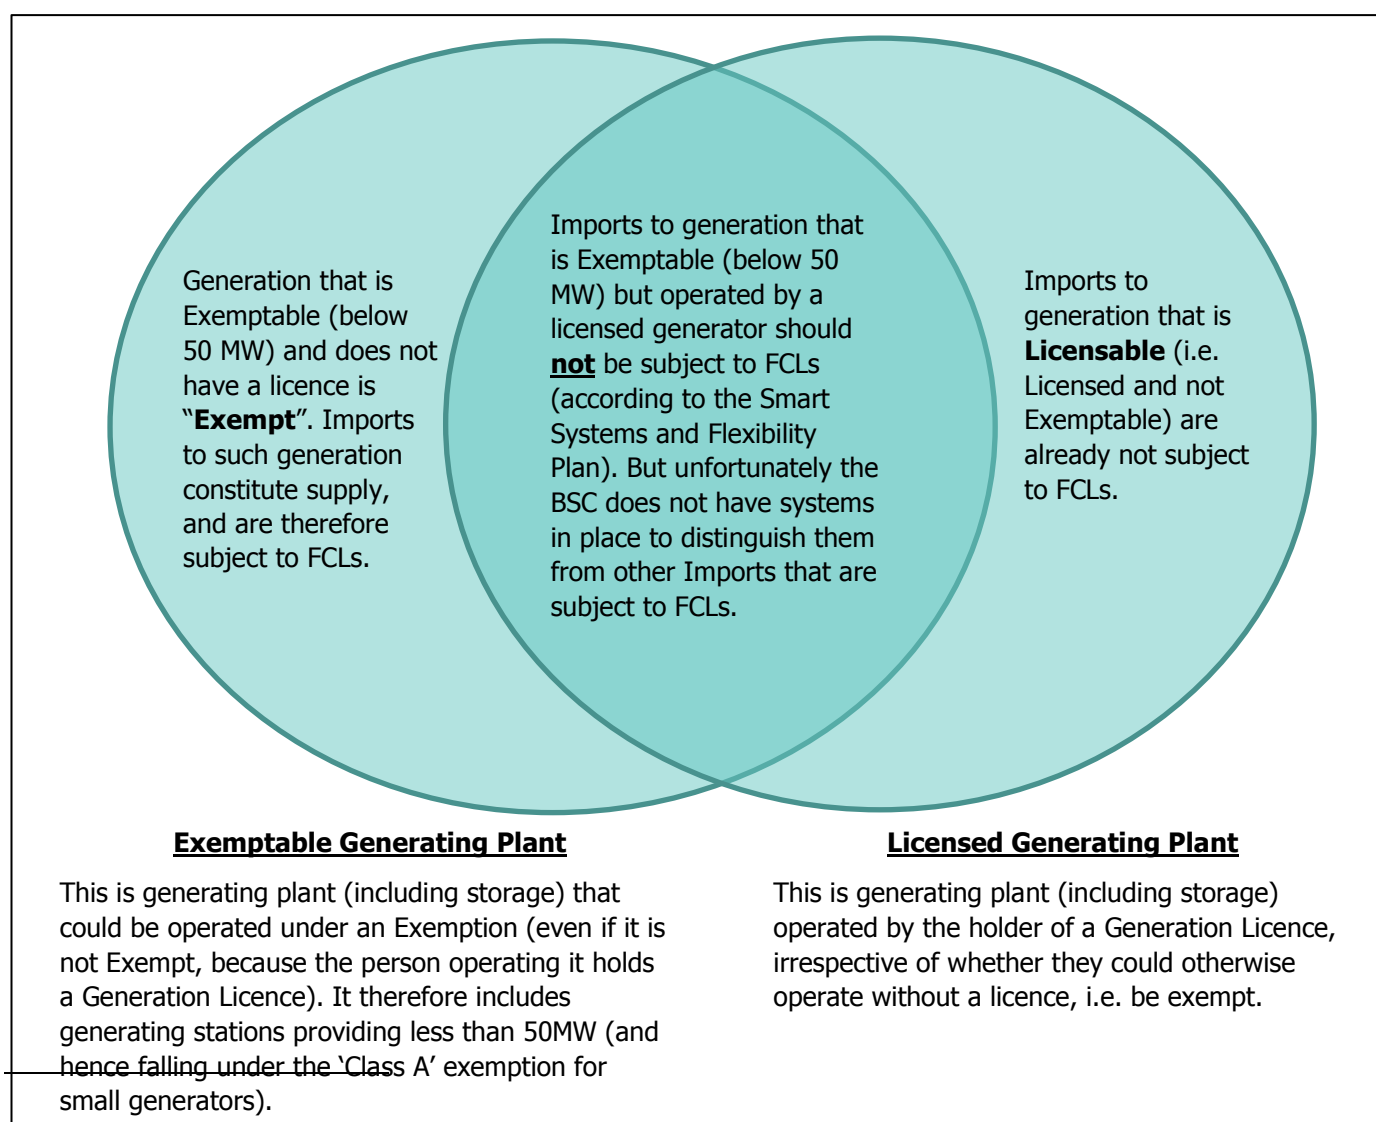 Generation that is
Exemptable (below
50 MW) and does not
have a licence is
“Exempt”. Imports
to such generation
constitute supply,
and are therefore
subject to FCLs.
Imports to generation that
is Exemptable (below 50
MW) but operated by a
licensed generator should
not be subject to FCLs
(according to the Smart
Systems and Flexibility
Plan). But unfortunately the
BSC does not have systems
in place to distinguish them
from other Imports that are
subject to FCLs.
Imports to
generation that is
Licensable (i.e.
Licensed and not
Exemptable) are
already not subject
to FCLs.
Exemptable Generating Plant
This is generating plant (including storage) that
could be operated under an Exemption (even if it is
not Exempt, because the person operating it holds
a Generation Licence). It therefore includes
generating stations providing less than 50MW (and
hence falling under the ‘Class A’ exemption for
small generators).
Licensed Generating Plant
This is generating plant (including storage)
operated by the holder of a Generation Licence,
irrespective of whether they could otherwise
operate without a licence, i.e. be exempt.